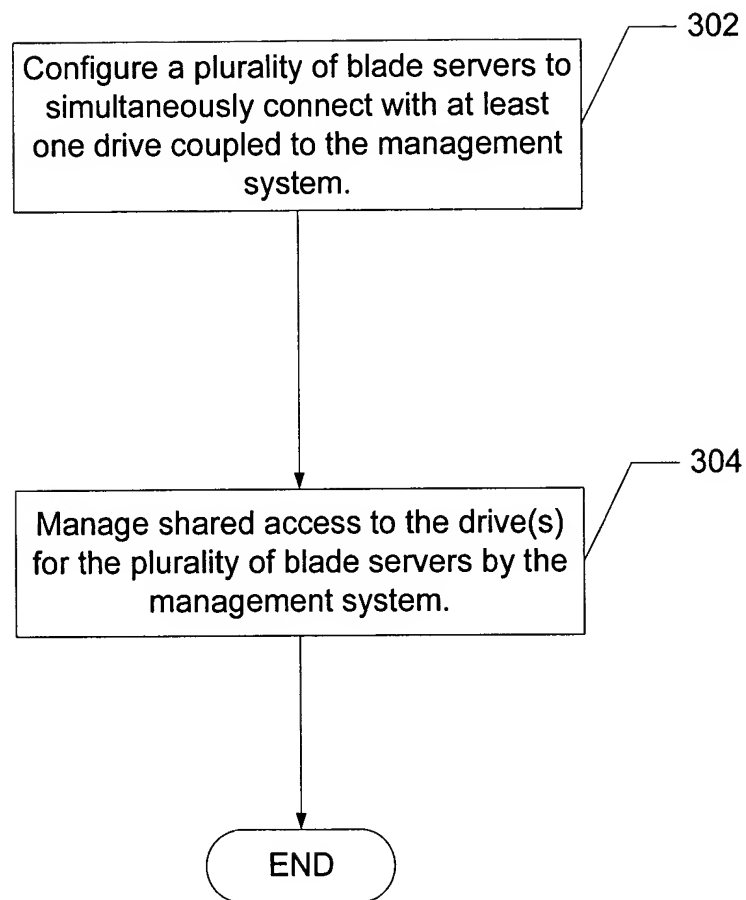 302
Configure a plurality of blade servers to
simultaneously connect with at least
one drive coupled to the management
system.
304
Manage shared access to the drive(s)
for the plurality of blade servers by the
management system.
END